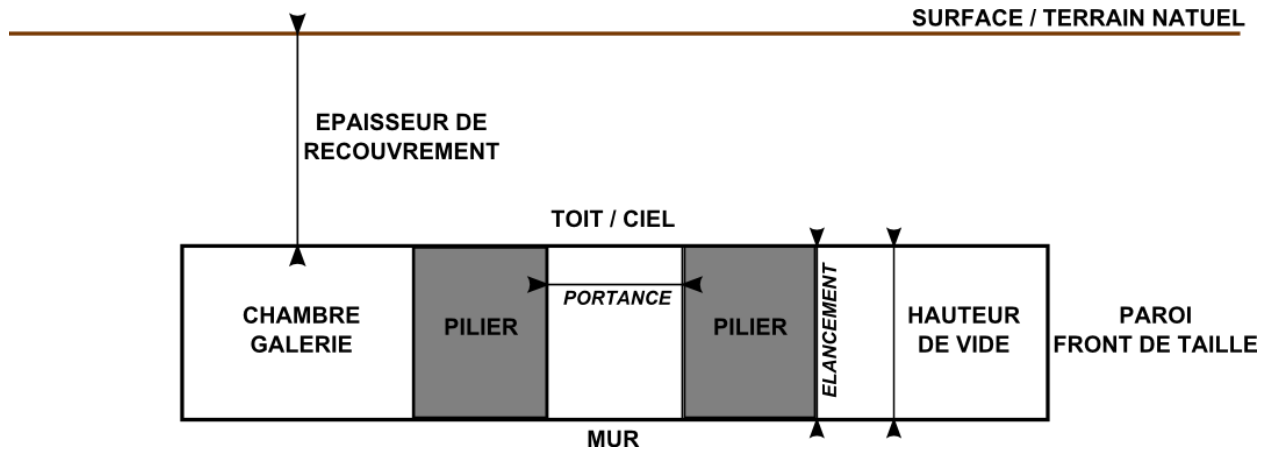 SURFACE / TERRAIN NATUEL
EPAISSEUR DE
RECOUVREMENT
TOIT / CIEL
CHAMBRE
GALERIE
PILIER
PORTANCE
PILIER
ELANCEMENT
HAUTEUR
DE VIDE
PAROI
FRONT DE TAILLE
MUR